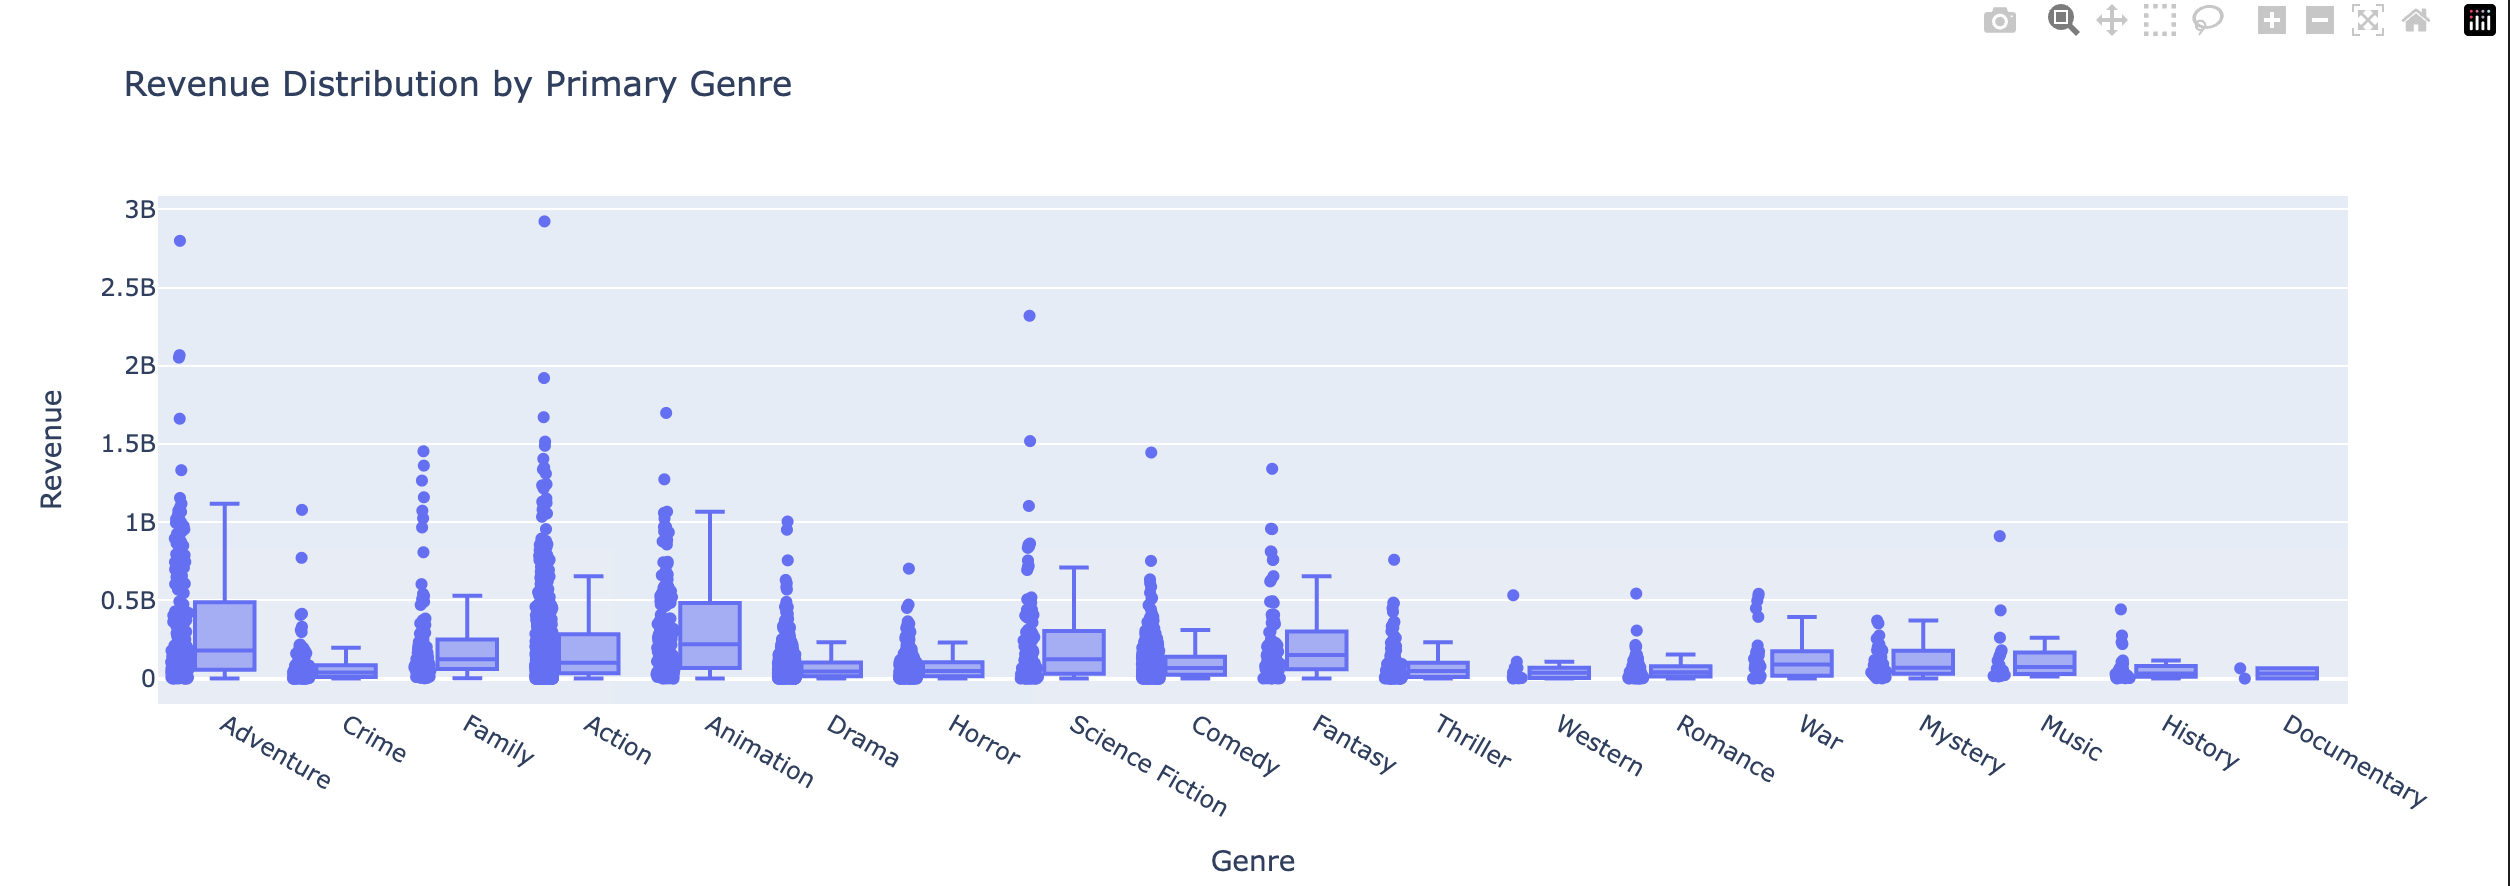 Revenue Distribution by Primary Genre
3B
2.5B
2B
1.5B
1B
0.5B
0
Revenue
Adventure
Crime
Family
Action
Animation
Drama
Horror
Science Fiction
Comedy
Fantasy
Thriller
Western
Romance
War
Mystery
Music
History
Documentary
Genre